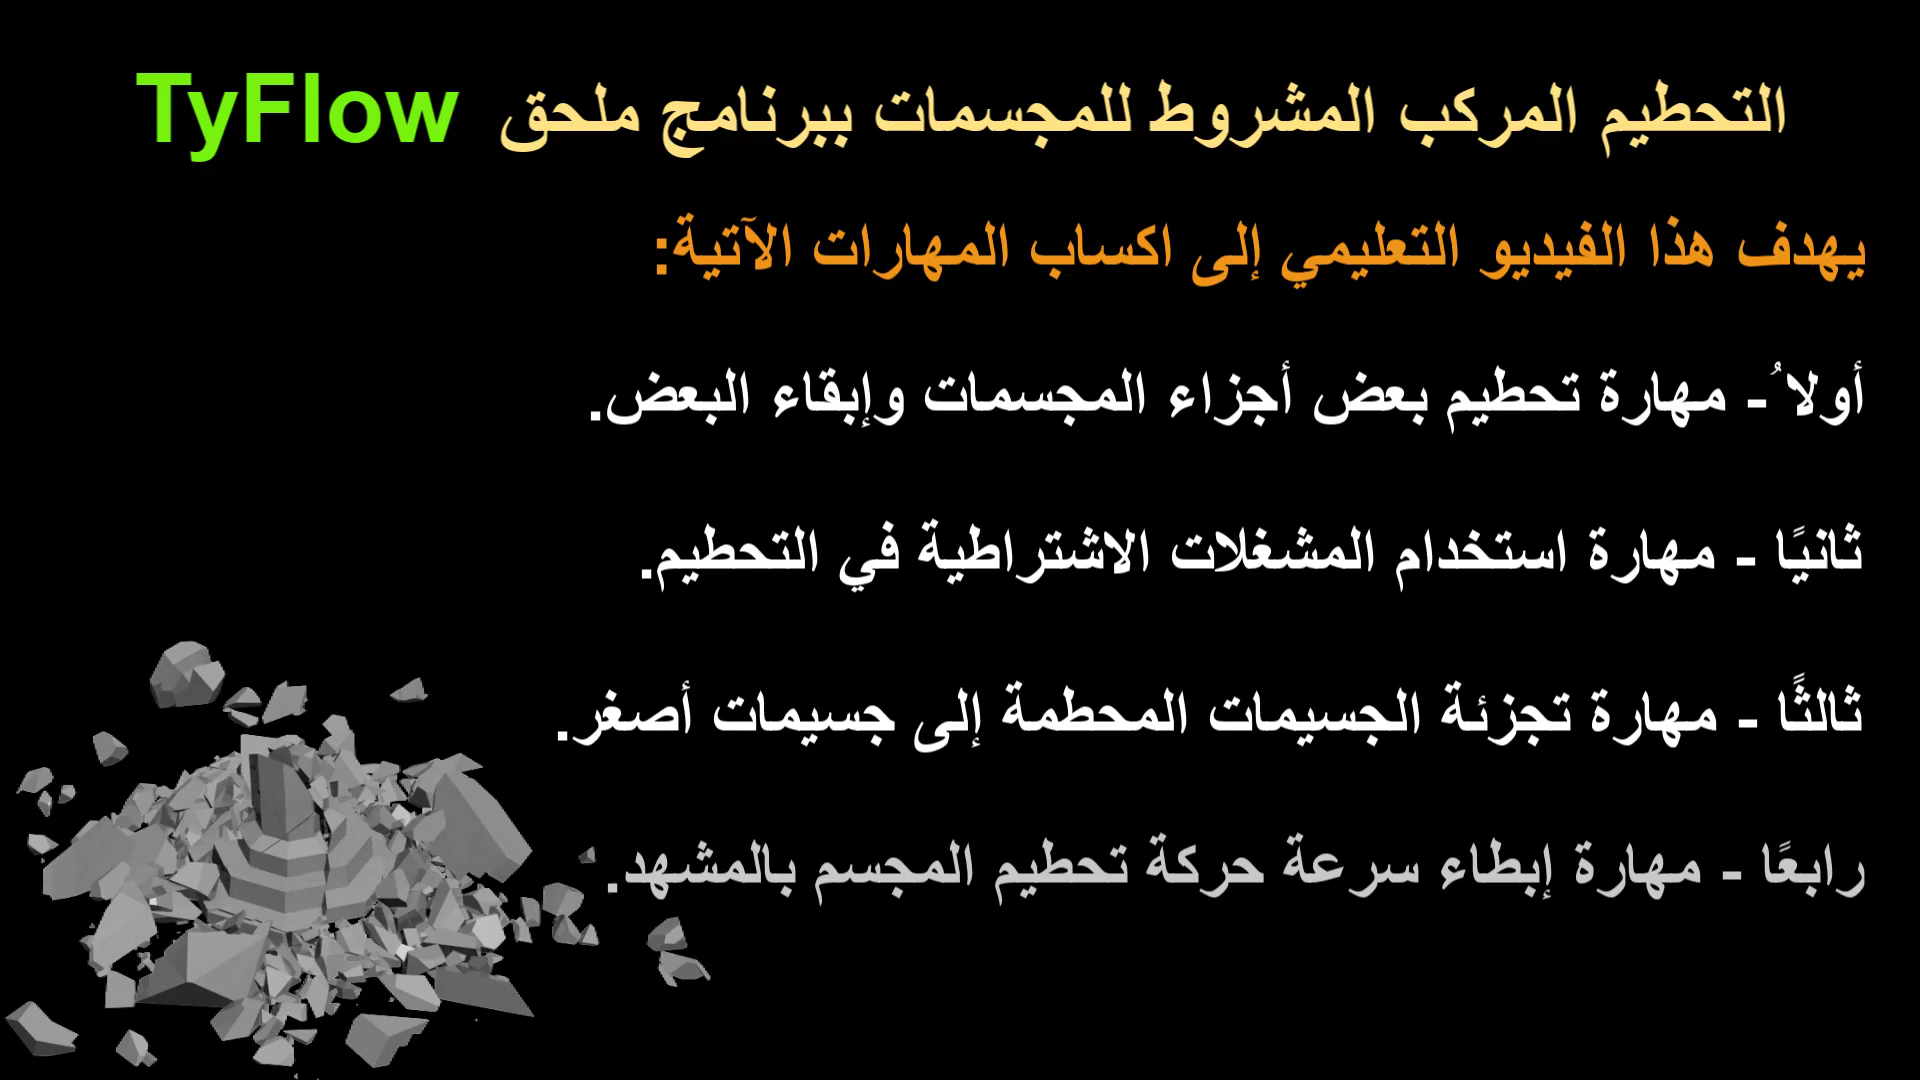 التحطيم المركب المشروط للمجسمات ببرنامج ملحق TyFlow
يهدف هذا الفيديو التعليمي إلى اكساب المهارات الآتية:
أولاُ - مهارة تحطيم بعض أجزاء المجسمات وإبقاء البعض.
ثانيًا - مهارة استخدام المشغلات الاشتراطية في التحطيم.
ثالثًا - مهارة تجزئة الجسيمات المحطمة إلى جسيمات أصغر.
رابعًا - مهارة إبطاء سرعة حركة تحطيم المجسم بالمشهد.